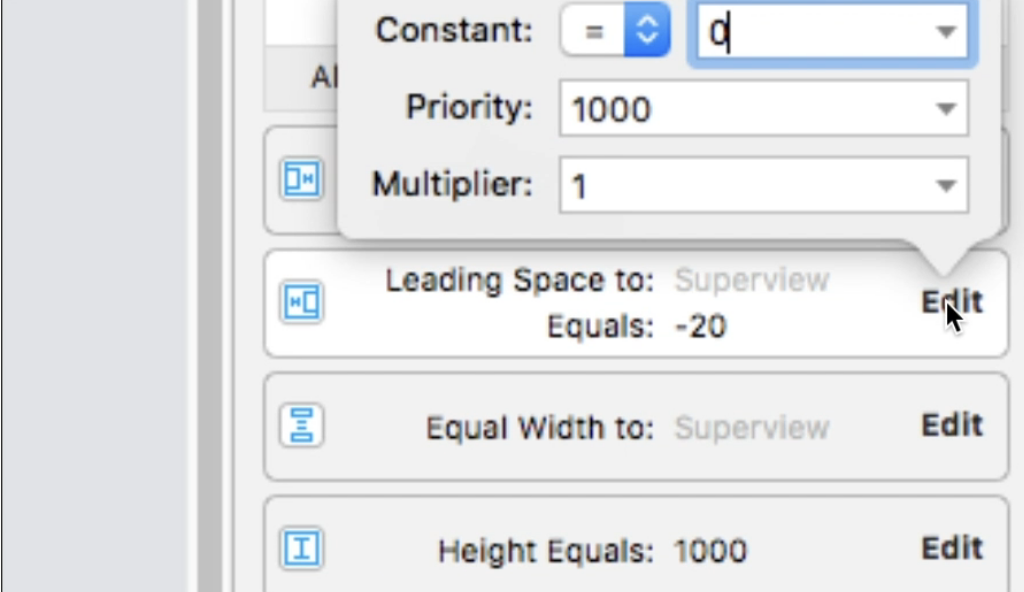 Constant: = 0
Al
Priority: 1000
Multiplier: 1
Leading Space to: Superview Edit
Equals: -20
Equal Width to: Superview Edit
Height Equals: 1000 Edit